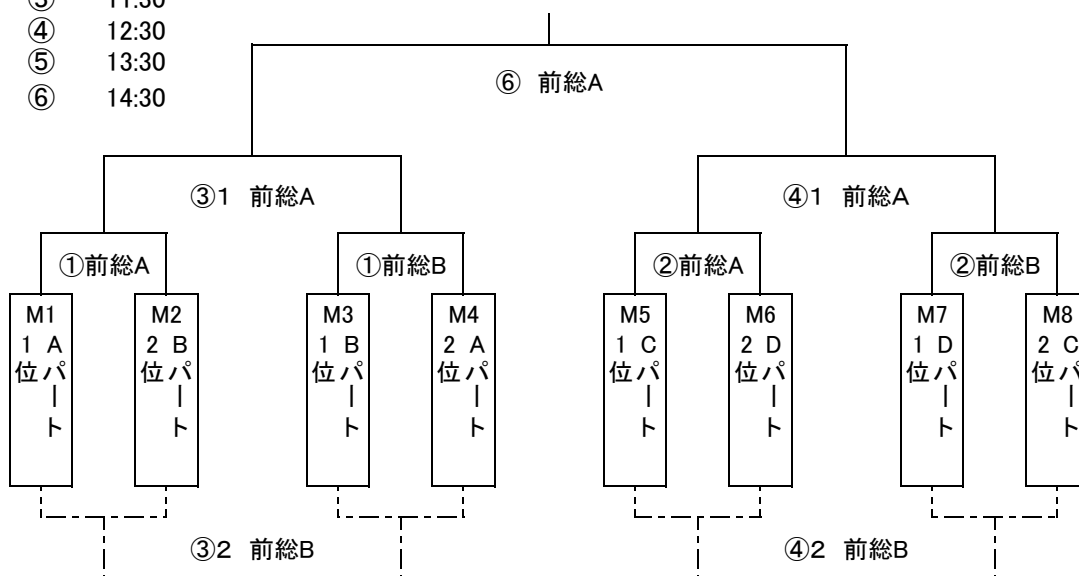 ③ 11:30
④ 12:30
⑤ 13:30
⑥ 14:30
⑥ 前総A
③1 前総A
④1 前総A
①前総A
①前総B
②前総A
②前総B
M1
Aパート
1位
M2
Bパート
2位
M3
Bパート
1位
M4
Aパート
2位
M5
Cパート
1位
M6
Dパート
2位
M7
Dパート
1位
M8
Cパート
2位
③2 前総B
④2 前総B